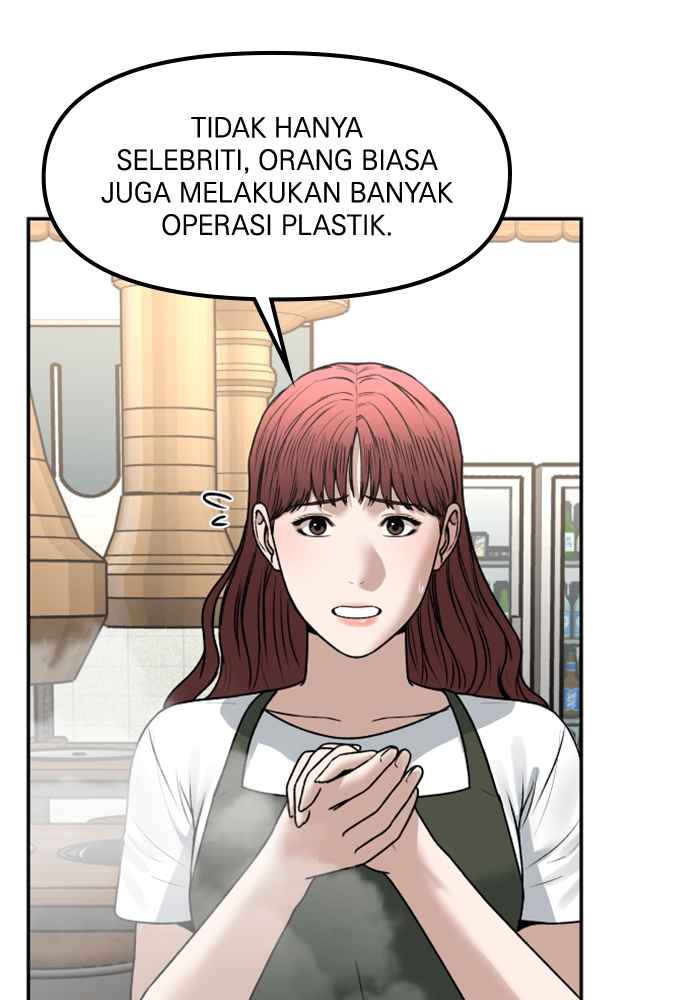 TIDAK HANYA
SELEBRITI, ORANG BIASA
JUGA MELAKUKAN BANYAK
OPERASI PLASTIK.